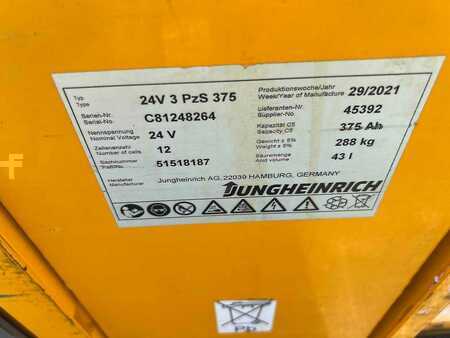 Typ 24V 3 PzS 375 Produktionswoche/Jahr 29/2021
Type Week/Year of Manufacture
Serien-Nr. C81248264 Lieferanten-Nr. 45392
Serial-No. Supplier-No.
Nennspannung 24 V Kapazität C5 375 Ah
Nominal Voltage Capacity C5
Zellenanzahl 12 Gewicht ± 5% 288 kg
Number of cells Weight ± 5%
Sachnummer 51518187 Säuremenge 43 l
Acid volume
Hersteller Jungheinrich AG, 22039 HAMBURG, GERMANY
Manufacturer
JUNGHEINRICH
Pb